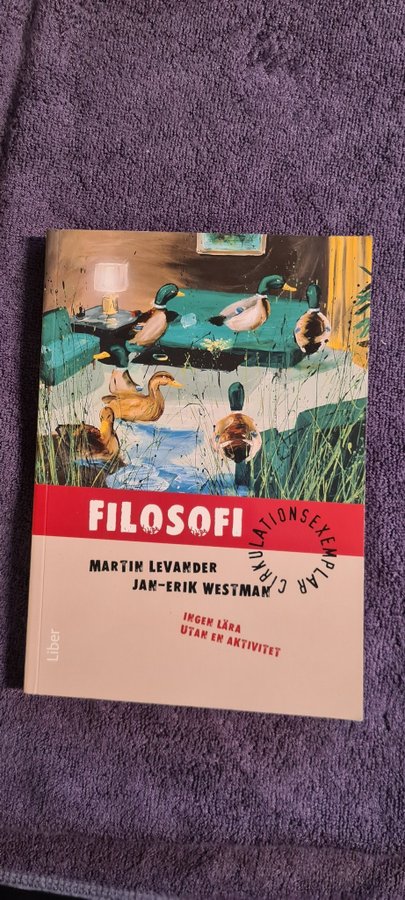 FILOSOFI
CIRKULATIONSEXEMPLAR
MARTIN LEVANDER
JAN-ERIK WESTMAN
INGEN LÄRA
UTAN EN AKTIVITET
Liber